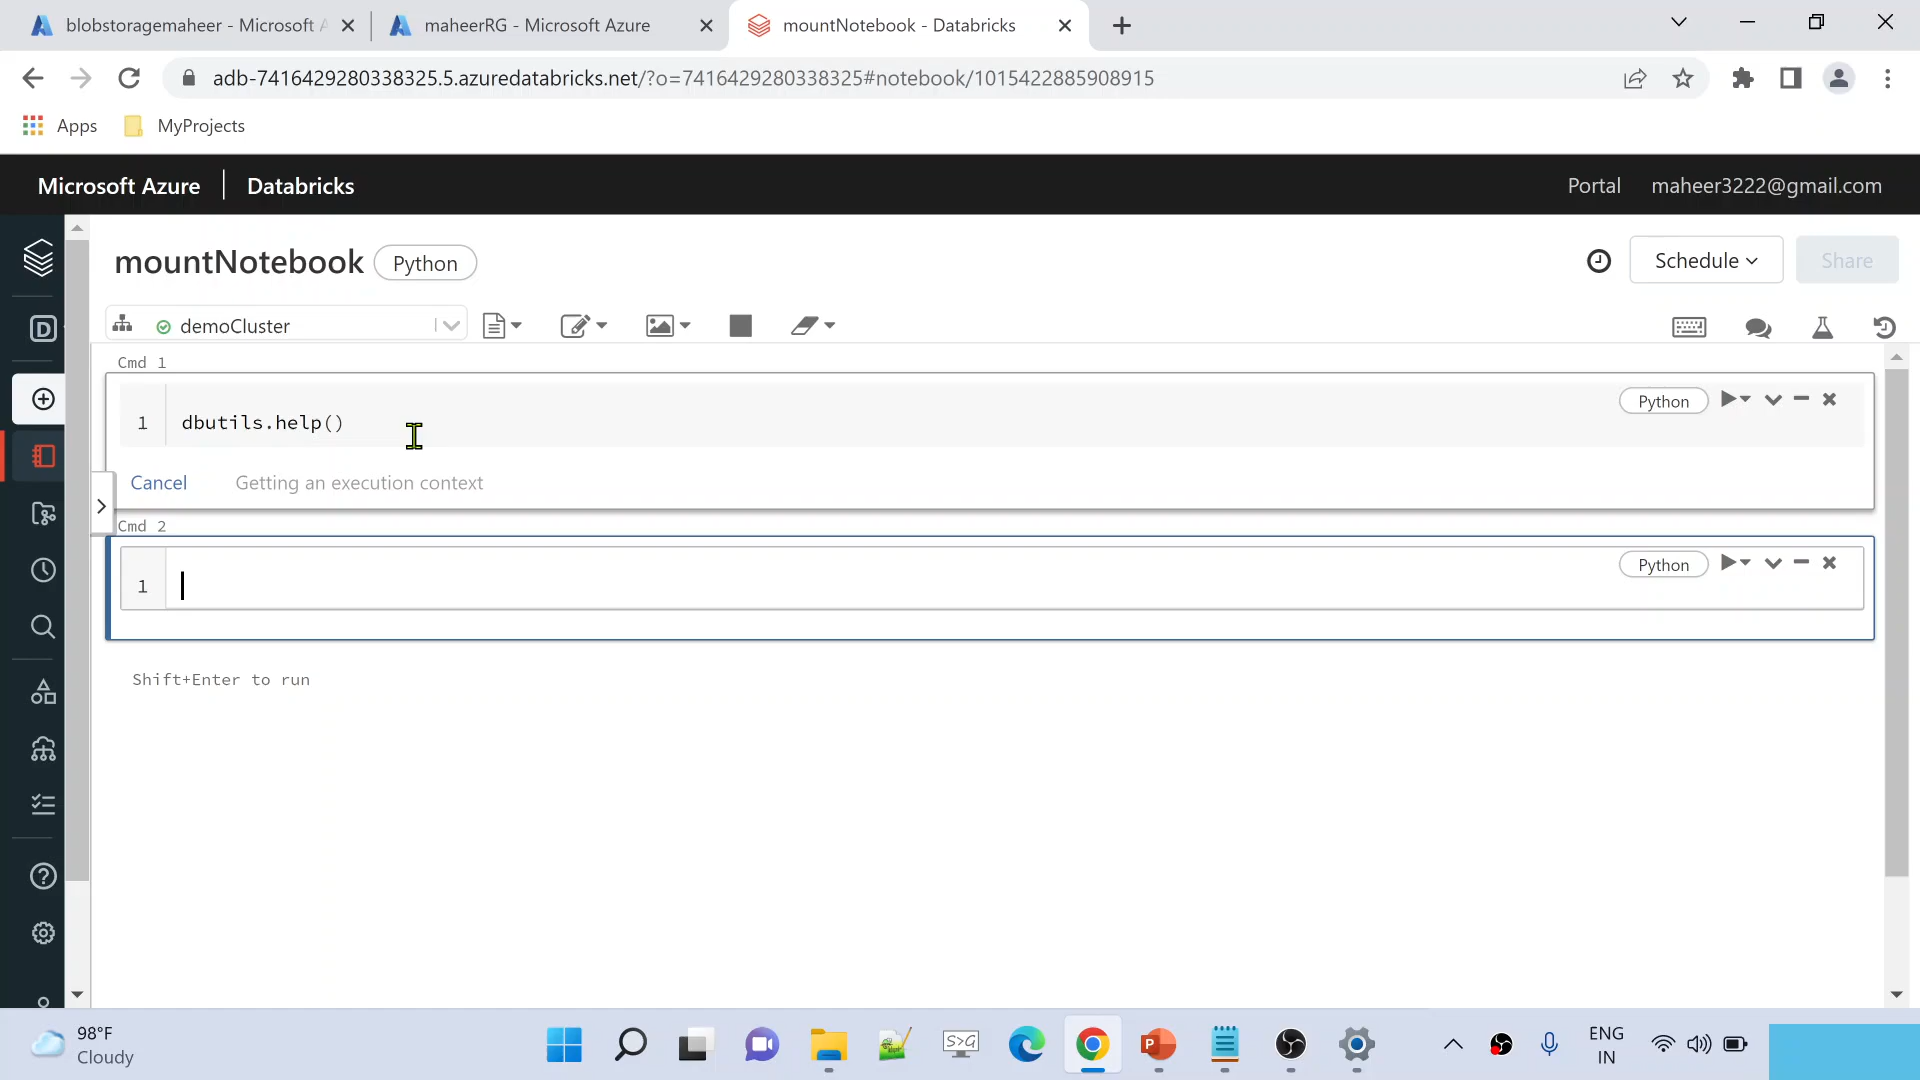 blobstoragemaheer - Microsoft A
maheerRG - Microsoft Azure
mountNotebook - Databricks
adb-7416429280338325.5.azuredatabricks.net/?o=7416429280338325#notebook/1015422885908915
Apps
MyProjects
Microsoft Azure
Databricks
Portal
maheer3222@gmail.com
mountNotebook
Python
Schedule
Share
D
demoCluster
Cmd 1
1
dbutils.help()
Python
Cancel
Getting an execution context
Cmd 2
1
Python
Shift+Enter to run
98°F
Cloudy
S>G
P
ENG
IN